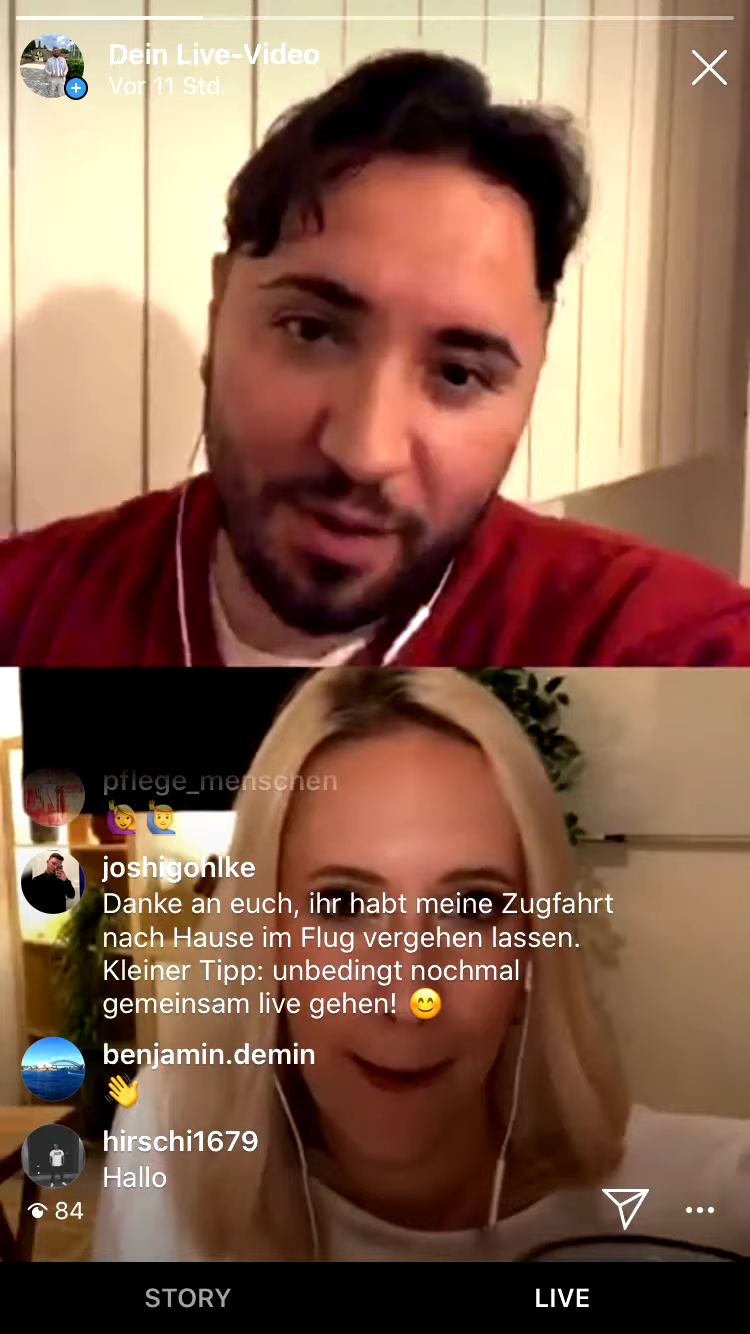 Dein Live-Video
Vor 11 Std.
pflege_menschen
🙋‍♀️ 🙋‍♂️
joshigohlke
Danke an euch, ihr habt meine Zugfahrt
nach Hause im Flug vergehen lassen.
Kleiner Tipp: unbedingt nochmal
gemeinsam live gehen! 😊
benjamin.demin
👋
hirschi1679
Hallo
84
STORY
LIVE